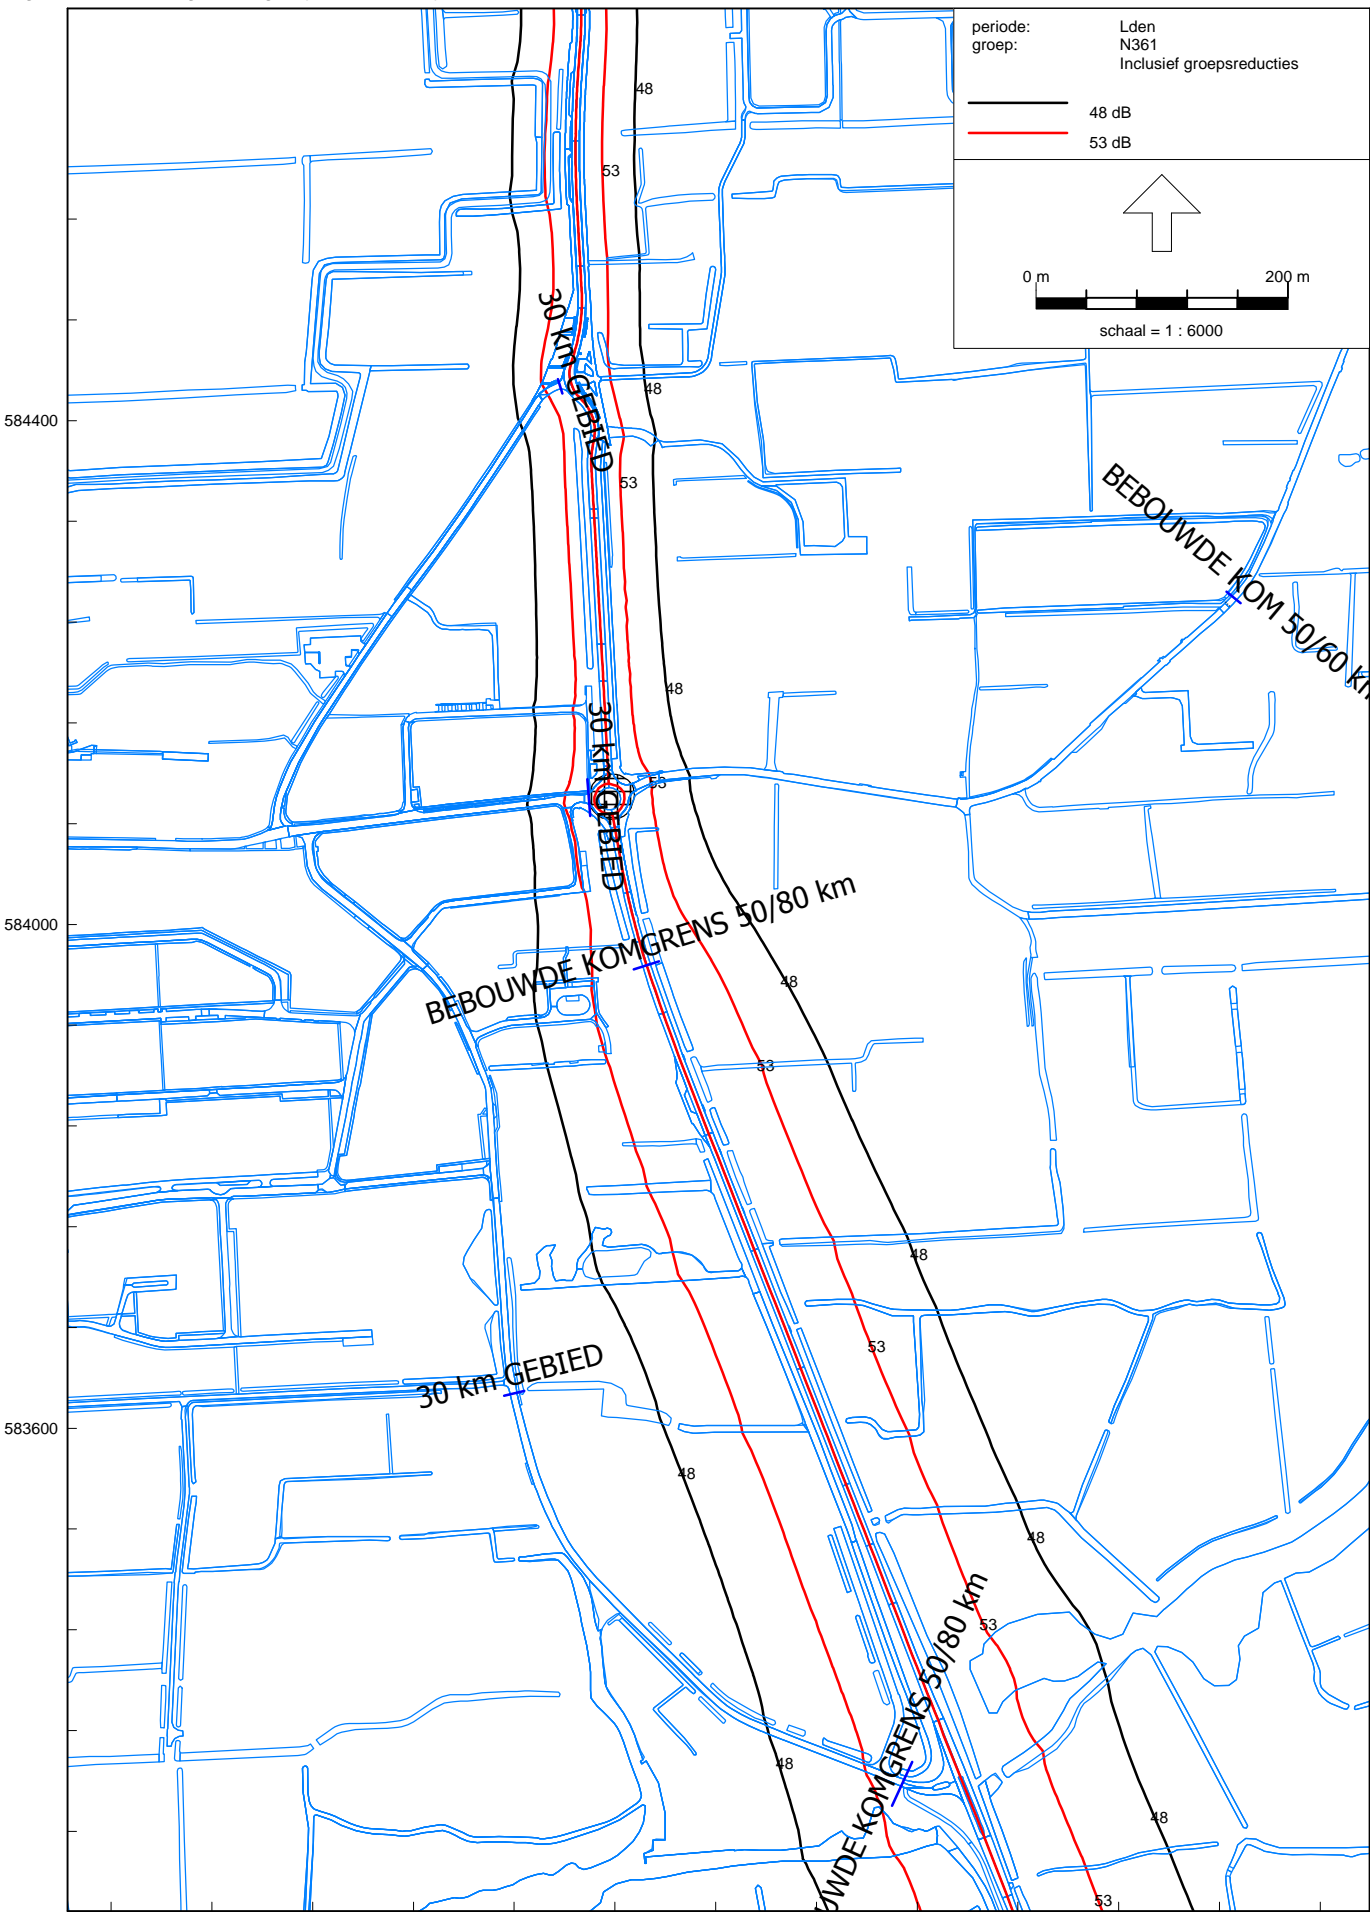 periode: Lden
groep: N361
Inclusief groepsreducties
48 dB
53 dB
0 m 200 m
schaal = 1 : 6000
48
53
30 km GEBIED
48
584400
53
BEBOUWDE KOM 50/60 km
48
30 km GEBIED
53
BEBOUWDE KOMGRENS 50/80 km
584000
48
53
48
53
30 km GEBIED
583600
48
48
53
KOMGRENS 50/80 km
48
48
53